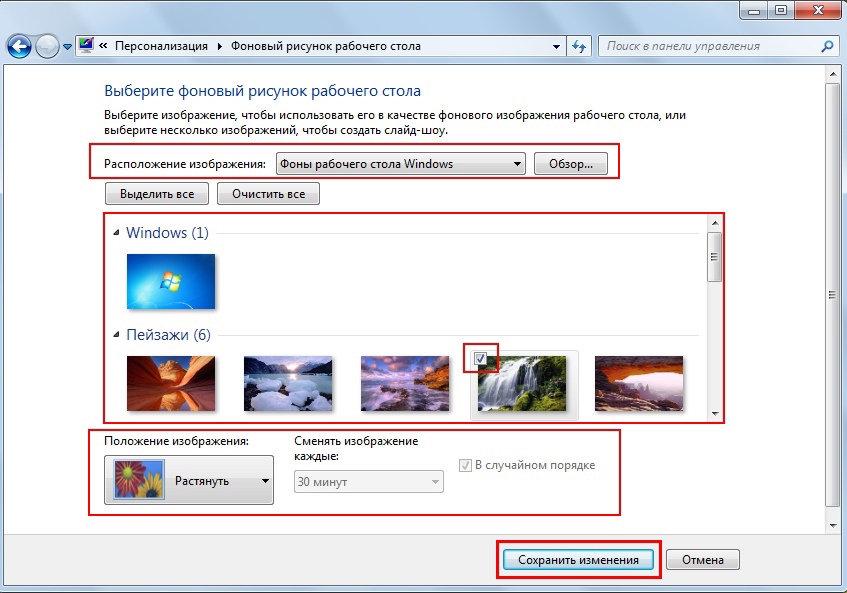 « Персонализация ▸ Фоновый рисунок рабочего стола
Поиск в панели управления
Выберите фоновый рисунок рабочего стола
Выберите изображение, чтобы использовать его в качестве фонового изображения рабочего стола, или
выберите несколько изображений, чтобы создать слайд-шоу.
Расположение изображения: Фоны рабочего стола Windows Обзор...
Выделить все Очистить все
Windows (1)
Пейзажи (6)
Положение изображения:
Растянуть
Сменять изображение
каждые:
30 минут
В случайном порядке
Сохранить изменения Отмена